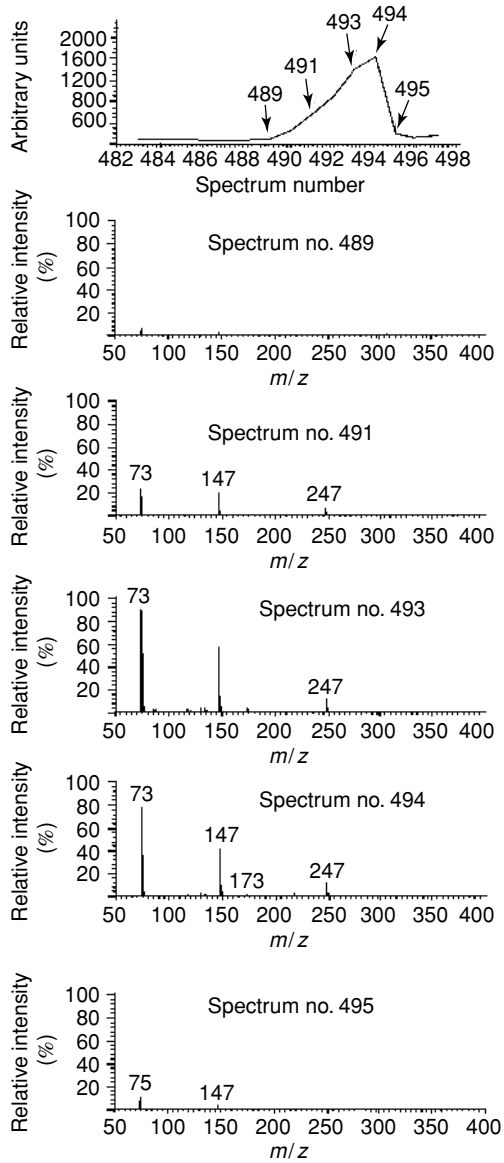 Arbitrary units
2000
1600
1200
800
600
489
491
493
494
495
482 484 486 488 490 492 494 496 498
Spectrum number
Relative intensity
(%)
100
80
60
40
20
Spectrum no. 489
50 100 150 200 250 300 350 400
m/z
Relative intensity
(%)
100
80
60
40
20
Spectrum no. 491
73
147
247
50 100 150 200 250 300 350 400
m/z
Relative intensity
(%)
100
80
60
40
20
73
Spectrum no. 493
247
50 100 150 200 250 300 350 400
m/z
Relative intensity
(%)
100
80
60
40
20
73
Spectrum no. 494
147
173
247
50 100 150 200 250 300 350 400
m/z
Relative intensity
(%)
100
80
60
40
20
Spectrum no. 495
75
147
50 100 150 200 250 300 350 400
m/z